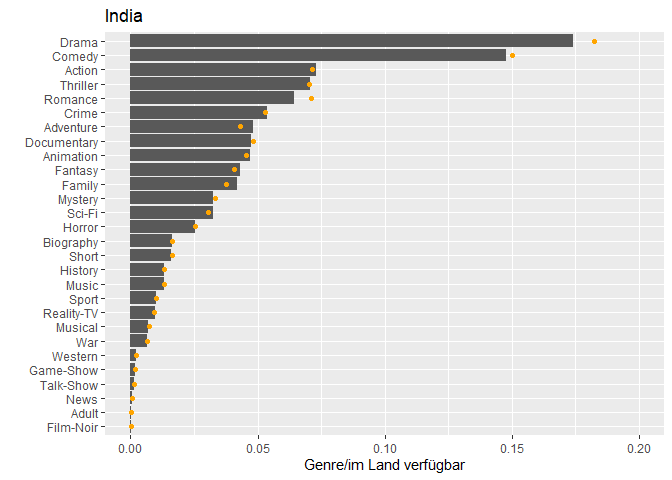 India
Drama
Comedy
Action
Thriller
Romance
Crime
Adventure
Documentary
Animation
Fantasy
Family
Mystery
Sci-Fi
Horror
Biography
Short
History
Music
Sport
Reality-TV
Musical
War
Western
Game-Show
Talk-Show
News
Adult
Film-Noir
0.00 0.05 0.10 0.15 0.20
Genre/im Land verfügbar